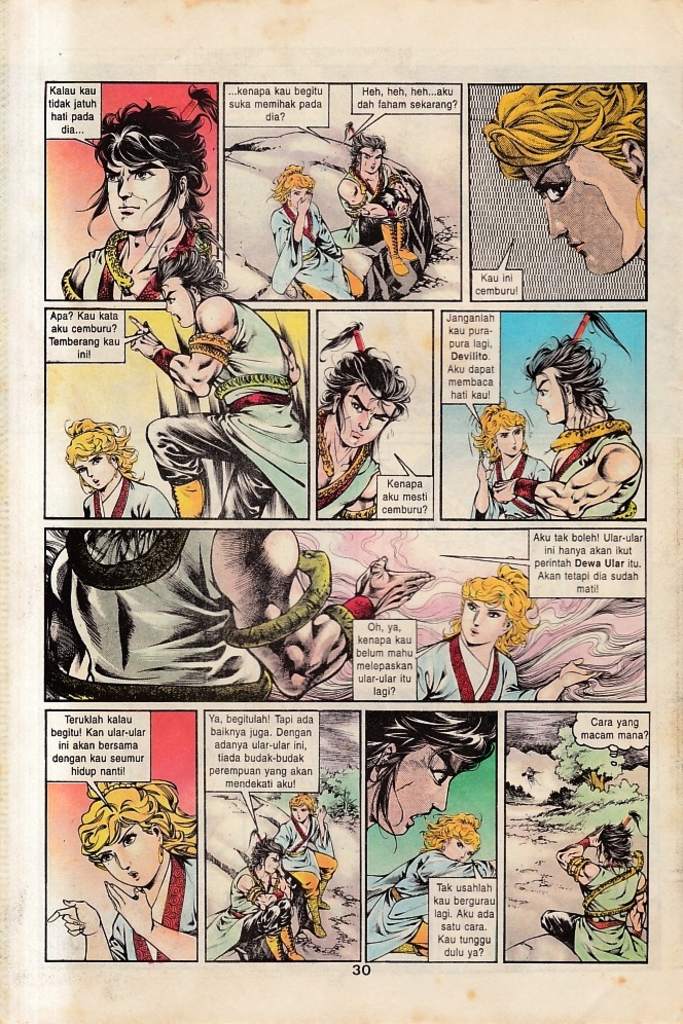 Kalau kau
tidak jatuh
hati pada
dia...
...kenapa kau begitu
suka memihak pada
dia?
Heh, heh, heh...aku
dah faham sekarang?
Kau ini
cemburu!
Apa? Kau kata
aku cemburu?
Temberang kau
ini!
Kenapa
aku mesti
cemburu?
Janganlah
kau pura-
pura lagi,
Devilito.
Aku dapat
membaca
hati kau!
Oh, ya,
kenapa kau
belum mahu
melepaskan
ular-ular itu
lagi?
Aku tak boleh! Ular-ular
ini hanya akan ikut
perintah Dewa Ular itu.
Akan tetapi dia sudah
mati!
Teruklah kalau
begitu! Kan ular-ular
ini akan bersama
dengan kau seumur
hidup nanti!
Ya, begitulah! Tapi ada
baiknya juga. Dengan
adanya ular-ular ini,
tiada budak-budak
perempuan yang akan
mendekati aku!
Tak usahlah
kau bergurau
lagi. Aku ada
satu cara.
Kau tunggu
dulu ya?
Cara yang
macam mana?
30